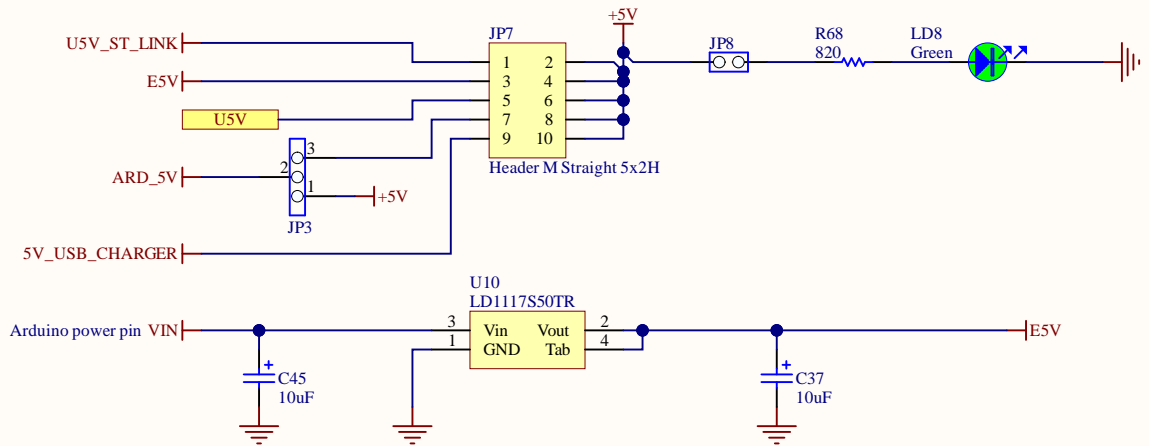 +5V
U5V_ST_LINK
JP7
JP8
R68
820
LD8
Green
1 2
E5V
3 4
5 6
U5V
7 8
9 10
Header M Straight 5x2H
3
ARD_5V
2
1
+5V
JP3
5V_USB_CHARGER
U10
LD1117S50TR
Arduino power pin VIN
3 Vin Vout 2
1 GND Tab 4
E5V
+
C45
10uF
+
C37
10uF